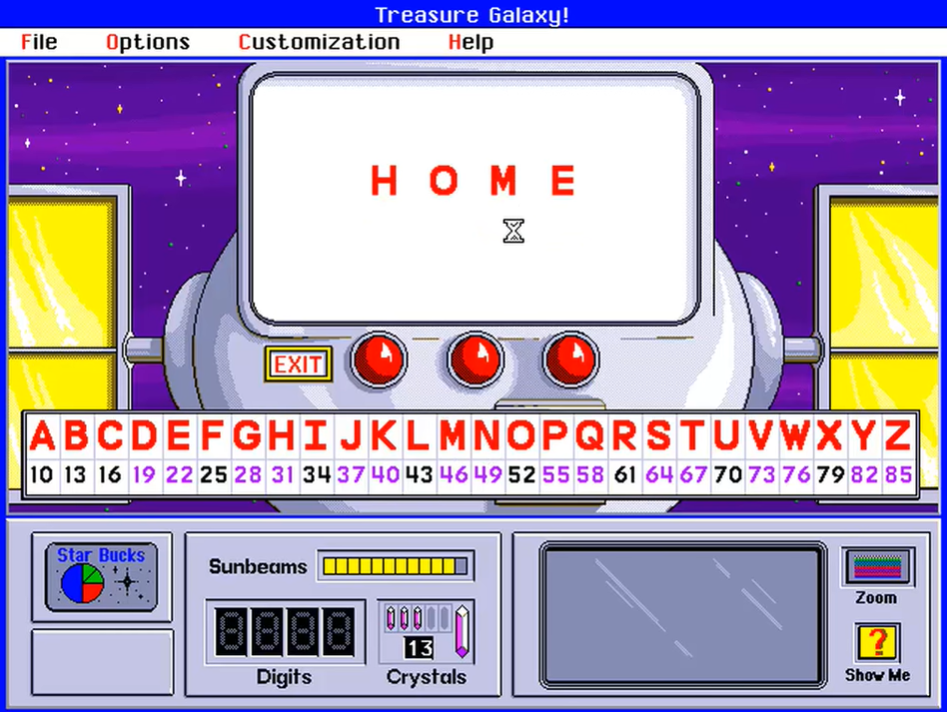 Treasure Galaxy!
File Options Customization Help
H O M E
EXIT
A B C D E F G H I J K L M N O P Q R S T U V W X Y Z
10 13 16 19 22 25 28 31 34 37 40 43 46 49 52 55 58 61 64 67 70 73 76 79 82 85
Star Bucks
Sunbeams
13
Digits
Crystals
Zoom
?
Show Me